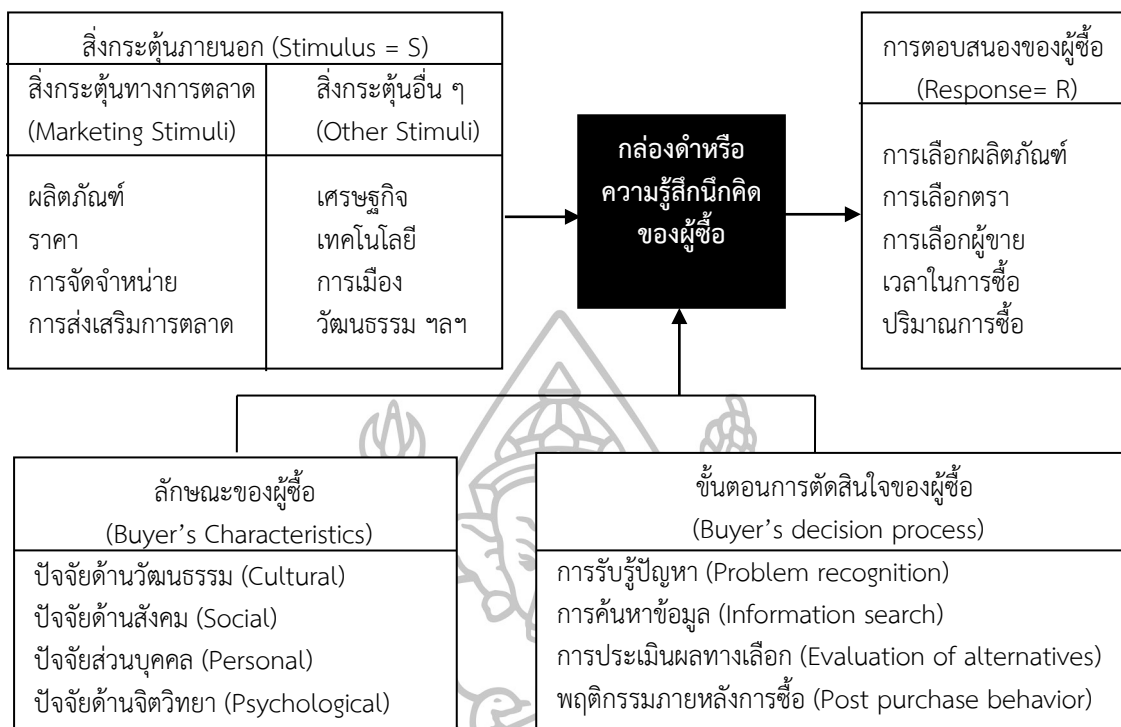 สิ่งกระตุ้นภายนอก (Stimulus = S)
สิ่งกระตุ้นทางการตลาด
(Marketing Stimuli)
ผลิตภัณฑ์
ราคา
การจัดจำหน่าย
การส่งเสริมการตลาด
สิ่งกระตุ้นอื่น ๆ
(Other Stimuli)
เศรษฐกิจ
เทคโนโลยี
การเมือง
วัฒนธรรม ฯลฯ
กล่องดำหรือ
ความรู้สึกนึกคิด
ของผู้ซื้อ
การตอบสนองของผู้ซื้อ
(Response= R)
การเลือกผลิตภัณฑ์
การเลือกตรา
การเลือกผู้ขาย
เวลาในการซื้อ
ปริมาณการซื้อ
ลักษณะของผู้ซื้อ
(Buyer’s Characteristics)
ปัจจัยด้านวัฒนธรรม (Cultural)
ปัจจัยด้านสังคม (Social)
ปัจจัยส่วนบุคคล (Personal)
ปัจจัยด้านจิตวิทยา (Psychological)
ขั้นตอนการตัดสินใจของผู้ซื้อ
(Buyer’s decision process)
การรับรู้ปัญหา (Problem recognition)
การค้นหาข้อมูล (Information search)
การประเมินผลทางเลือก (Evaluation of alternatives)
พฤติกรรมภายหลังการซื้อ (Post purchase behavior)